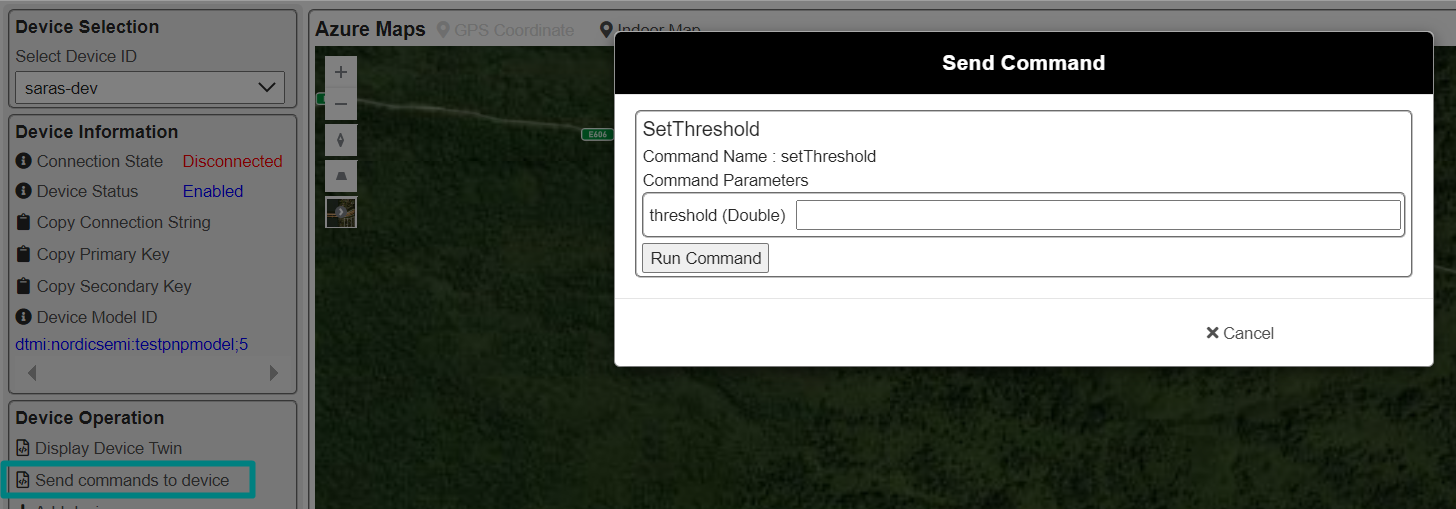 Device Selection
Select Device ID
saras-dev
Device Information
Connection State Disconnected
Device Status Enabled
Copy Connection String
Copy Primary Key
Copy Secondary Key
Device Model ID
dtmi:nordicsemi:testpnpmodel;5
Device Operation
Display Device Twin
Send commands to device
Azure Maps GPS Coordinate Indoor Map
E606
Send Command
SetThreshold
Command Name : setThreshold
Command Parameters
threshold (Double)
Run Command
Cancel